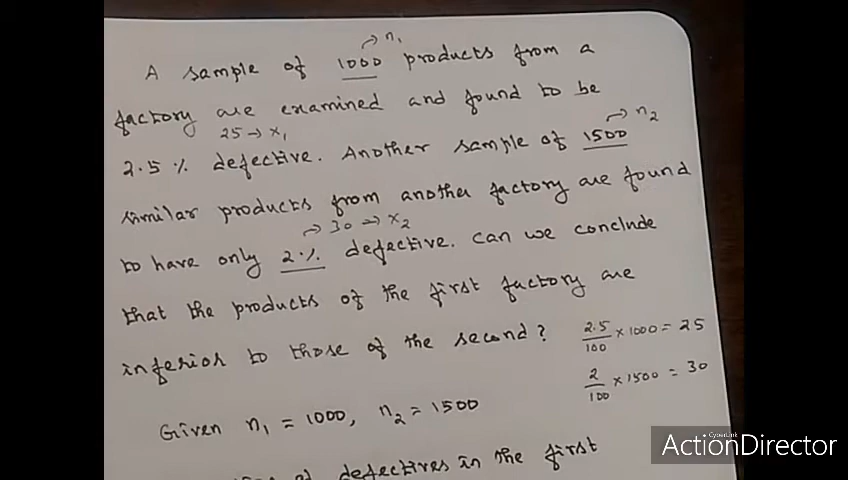 → n₁
A sample of 1000 products from a
factory are examined and found to be
25 → x₁
→ n₂
2.5 % defective. Another sample of 1500
similar products from another factory are found
→ 30 → x₂
to have only 2 % defective. can we conclude
that the products of the first factory are
inferior to those of the second?
2.5/100 × 1000 = 25
2/100 × 1500 = 30
Given n₁ = 1000, n₂ = 1500
of defectives in the first
CyberLink
ActionDirector